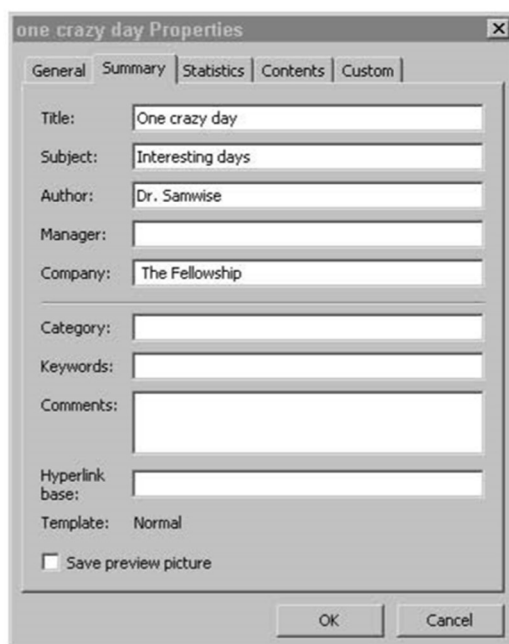 one crazy day Properties
General Summary Statistics Contents Custom
Title: One crazy day
Subject: Interesting days
Author: Dr. Samwise
Manager:
Company: The Fellowship
Category:
Keywords:
Comments:
Hyperlink
base:
Template: Normal
Save preview picture
OK Cancel